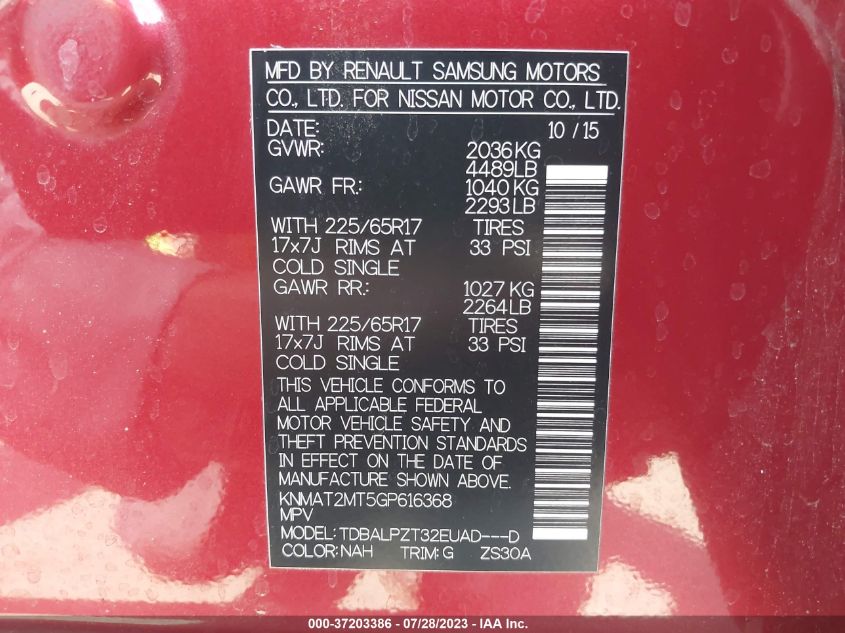 MFD BY RENAULT SAMSUNG MOTORS
CO., LTD. FOR NISSAN MOTOR CO., LTD.
DATE: 10 / 15
GVWR: 2036 KG
4489LB
GAWR FR.: 1040 KG
2293 LB
WITH 225/65R17 TIRES
17x7J RIMS AT 33 PSI
COLD SINGLE
GAWR RR.: 1027 KG
2264 LB
WITH 225/65R17 TIRES
17x7J RIMS AT 33 PSI
COLD SINGLE
THIS VEHICLE CONFORMS TO
ALL APPLICABLE FEDERAL
MOTOR VEHICLE SAFETY AND
THEFT PREVENTION STANDARDS
IN EFFECT ON THE DATE OF
MANUFACTURE SHOWN ABOVE.
KNMAT2MT5GP616368
MPV
MODEL: TDBALPZT32EUAD---D
COLOR: NAH TRIM: G ZS30A
000-37203386 - 07/28/2023 - IAA Inc.